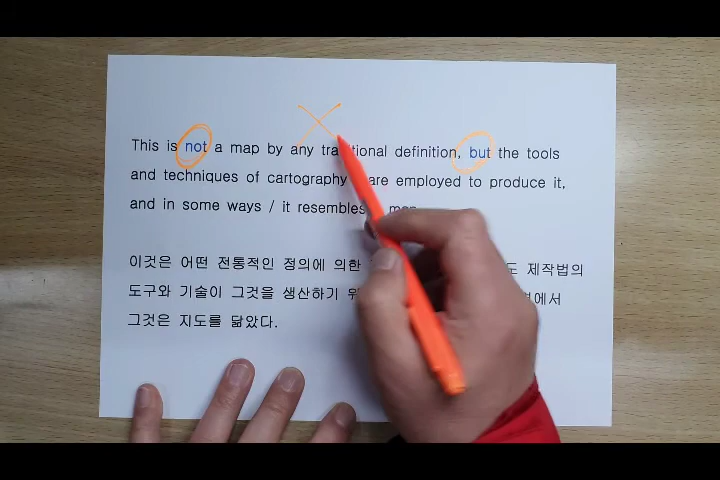 This is not a map by any traditional definition, but the tools
and techniques of cartography / are employed to produce it,
and in some ways / it resembles map
이것은 어떤 전통적인 정의에 의한 도 제작법의
도구와 기술이 그것을 생산하기 위 에서
그것은 지도를 닮았다.